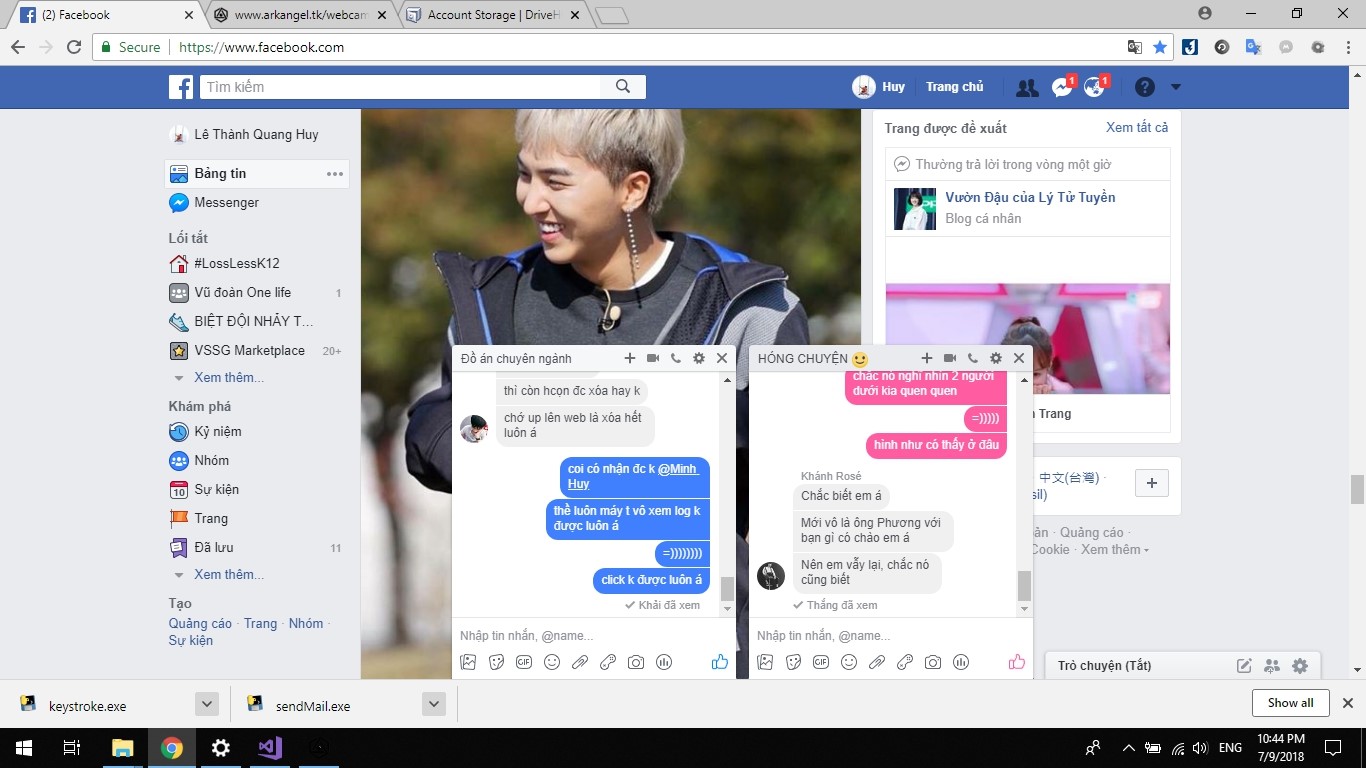 (2) Facebook
www.arkangel.tk/webcam
Account Storage | DriveH
Secure
https://www.facebook.com
Tìm kiếm
Huy
Trang chủ
1
1
Lê Thành Quang Huy
Bảng tin
Messenger
Lối tắt
#LossLessK12
Vũ đoàn One life
1
BIỆT ĐỘI NHẢY T...
VSSG Marketplace
20+
Xem thêm...
Khám phá
Kỷ niệm
Nhóm
Sự kiện
Trang
Đã lưu
11
Xem thêm...
Tạo
Quảng cáo · Trang · Nhóm ·
Sự kiện
Trang được đề xuất
Xem tất cả
Thường trả lời trong vòng một giờ
Vườn Đậu của Lý Tử Tuyền
Blog cá nhân
Trang
中文(台灣) ·
sil)
Quảng cáo ·
Cookie · Xem thêm
Đồ án chuyên ngành
thì còn hcọn đc xóa hay k
chớ up lên web là xóa hết
luôn á
coi có nhận đc k @Minh
Huy
thề luôn máy t vô xem log k
được luôn á
=))))))))
click k được luôn á
Khải đã xem
Nhập tin nhắn, @name...
GIF
HÓNG CHUYỆN
chắc nó nghĩ nhìn 2 người
dưới kia quen quen
=)))))
hình như có thấy ở đâu
Khánh Rosé
Chắc biết em á
Mới vô là ông Phương với
bạn gì có chào em á
Nên em vẫy lại, chắc nó
cũng biết
Thắng đã xem
Nhập tin nhắn, @name...
GIF
Trò chuyện (Tắt)
keystroke.exe
sendMail.exe
Show all
ENG
10:44 PM
7/9/2018